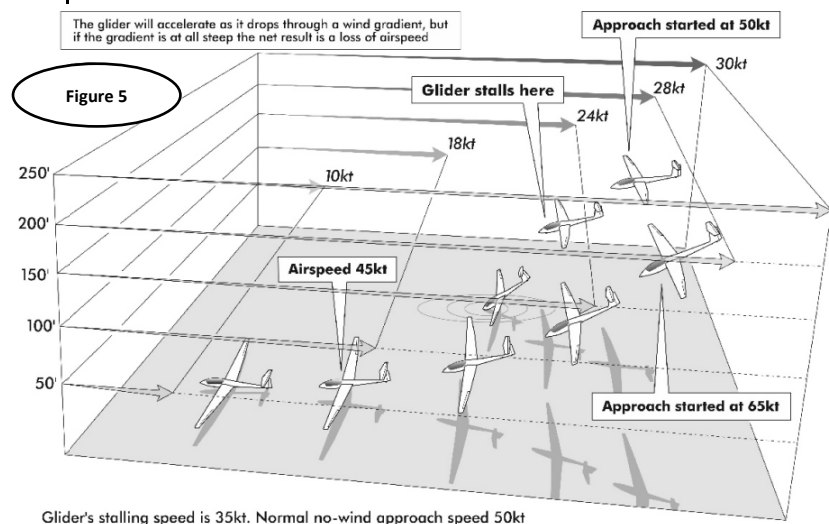 The glider will accelerate as it drops through a wind gradient, but
if the gradient is at all steep the net result is a loss of airspeed
Approach started at 50kt
Figure 5
Glider stalls here
30kt
28kt
24kt
18kt
10kt
250'
200'
150'
100'
50'
Airspeed 45kt
Approach started at 65kt
Glider's stalling speed is 35kt. Normal no-wind approach speed 50kt